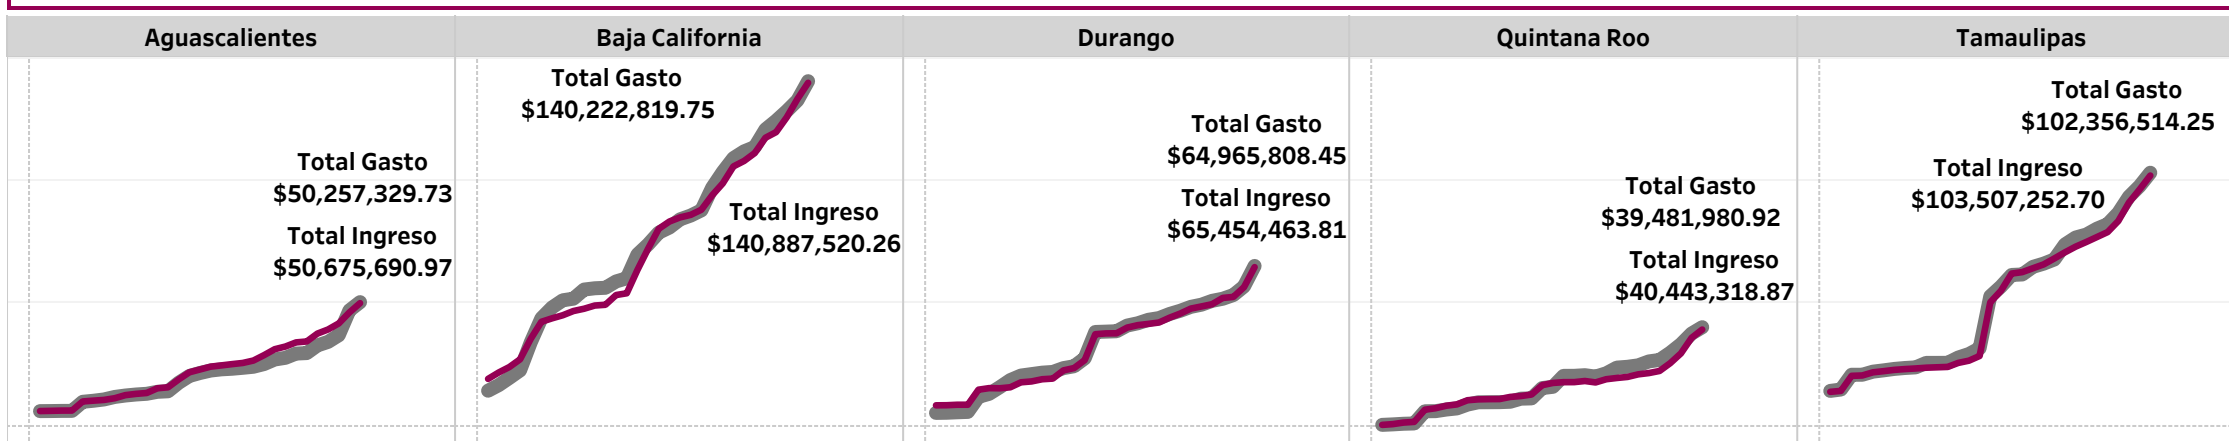 Aguascalientes
Baja California
Durango
Quintana Roo
Tamaulipas
Total Gasto
$50,257,329.73
Total Ingreso
$50,675,690.97
Total Gasto
$140,222,819.75
Total Ingreso
$140,887,520.26
Total Gasto
$64,965,808.45
Total Ingreso
$65,454,463.81
Total Gasto
$39,481,980.92
Total Ingreso
$40,443,318.87
Total Gasto
$102,356,514.25
Total Ingreso
$103,507,252.70